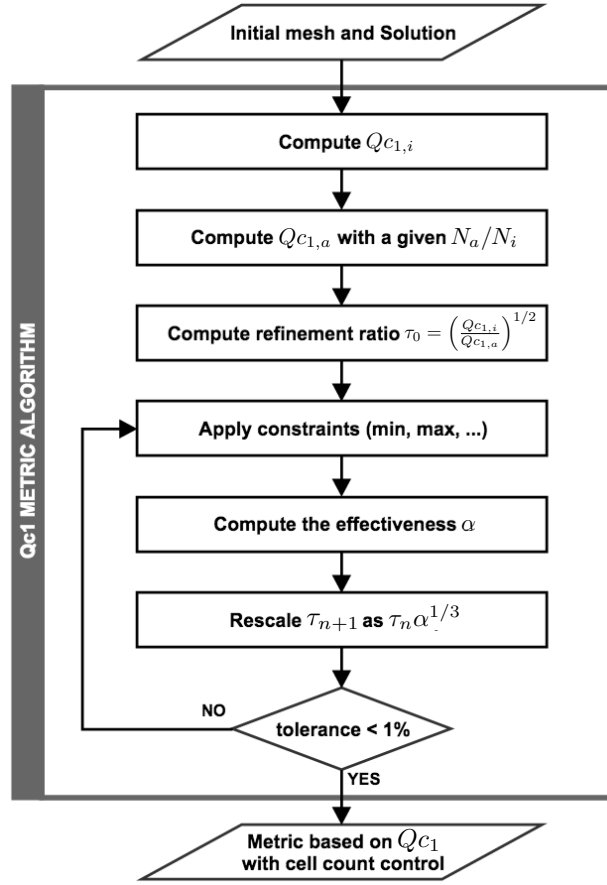 Initial mesh and Solution
Qc1 METRIC ALGORITHM
Compute $Qc_{1,i}$
Compute $Qc_{1,a}$ with a given $N_a/N_i$
Compute refinement ratio $\tau_0 = \left(\frac{Qc_{1,i}}{Qc_{1,a}}\right)^{1/2}$
Apply constraints (min, max, ...)
Compute the effectiveness $\alpha$
Rescale $\tau_{n+1}$ as $\tau_n \alpha^{1/3}$
NO
tolerance < 1%
YES
Metric based on $Qc_1$
with cell count control